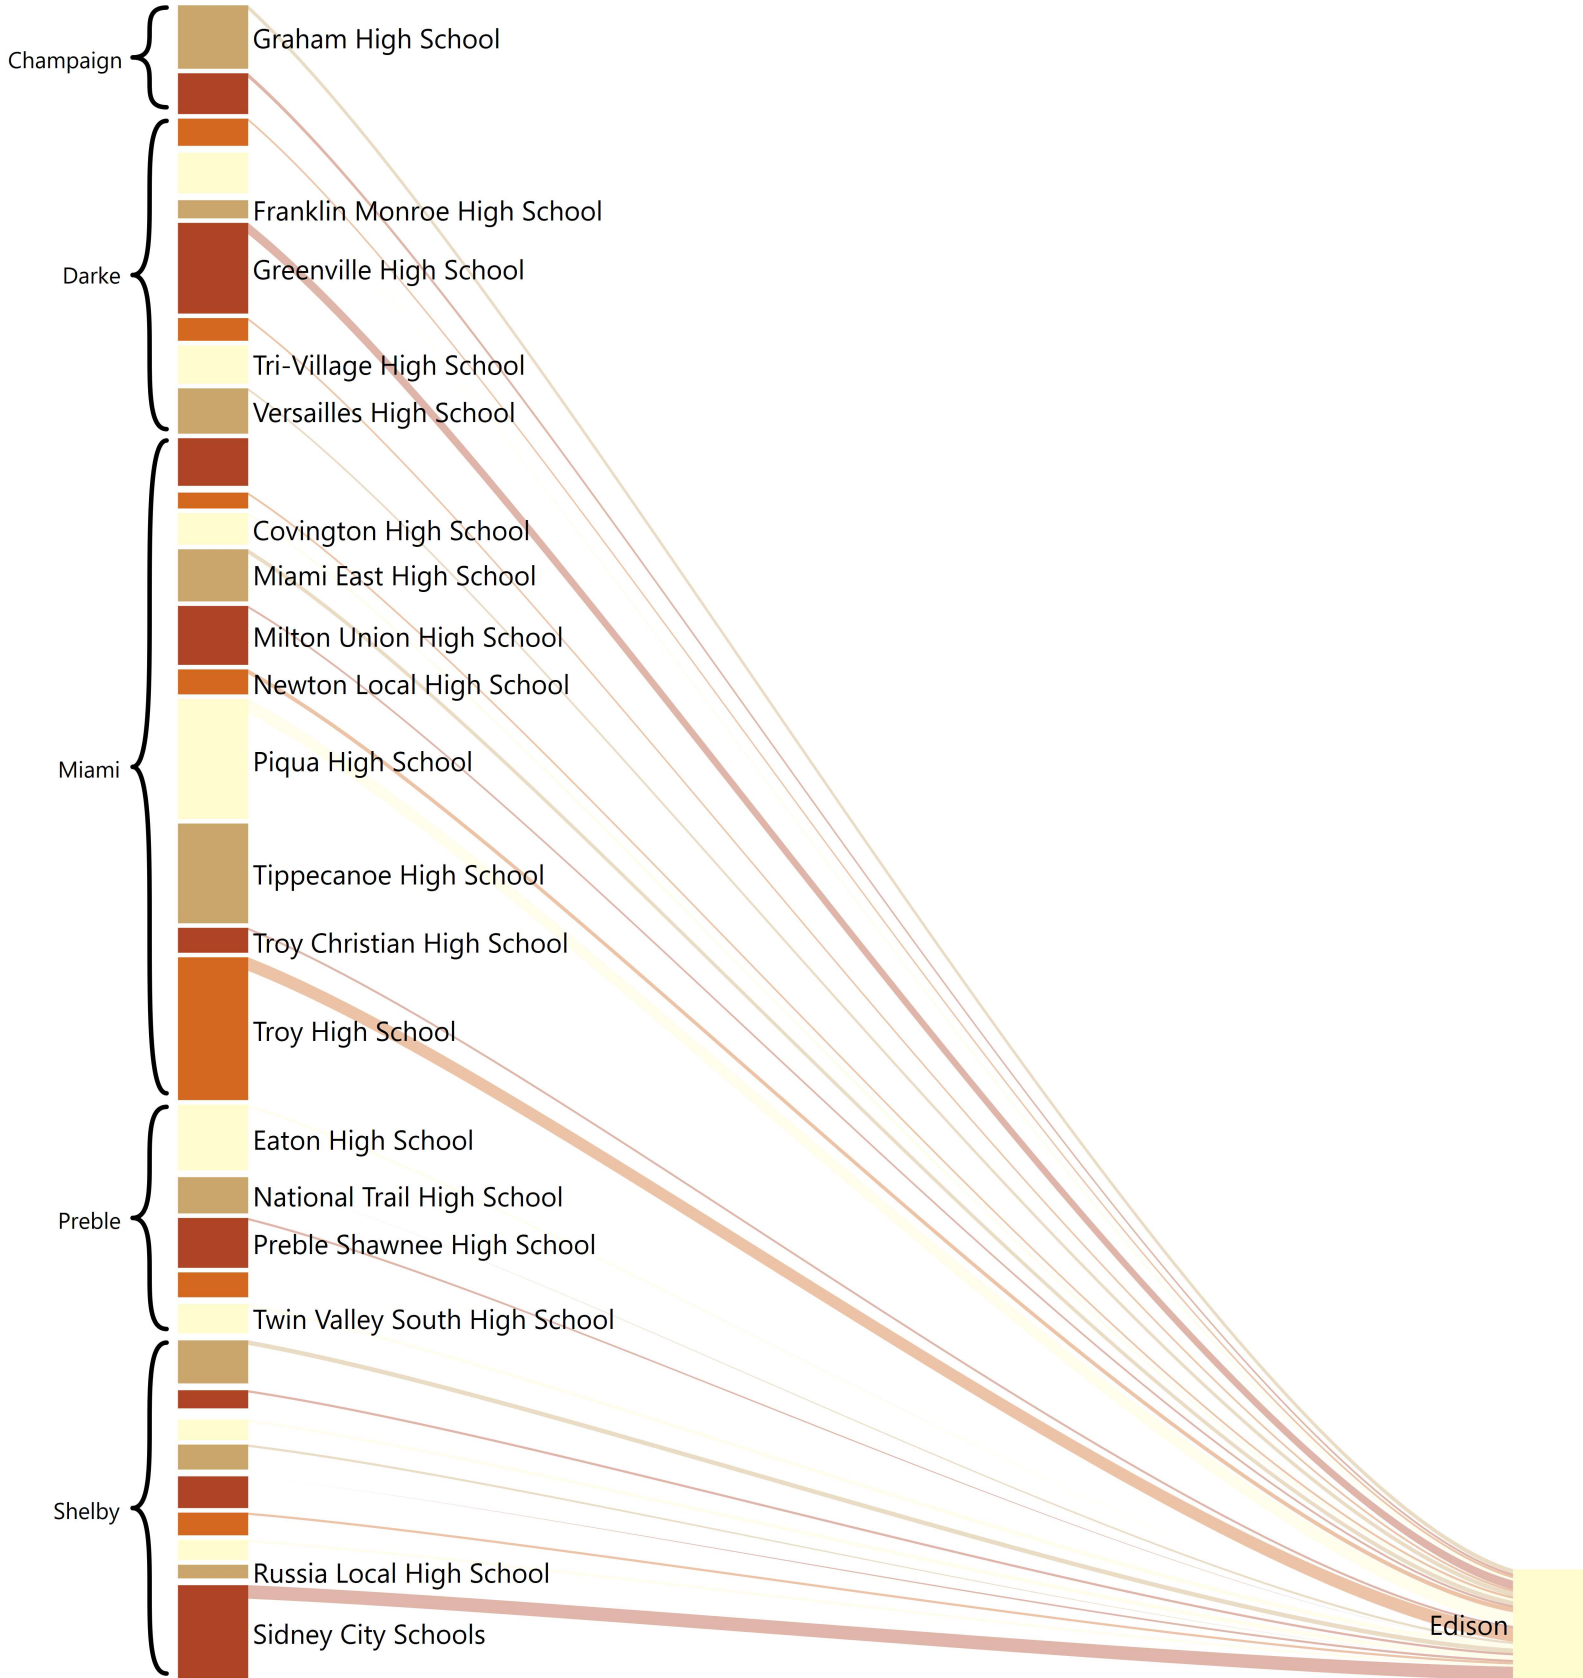 Champaign
Graham High School
Darke
Franklin Monroe High School
Greenville High School
Tri-Village High School
Versailles High School
Miami
Covington High School
Miami East High School
Milton Union High School
Newton Local High School
Piqua High School
Tippecanoe High School
Troy Christian High School
Troy High School
Preble
Eaton High School
National Trail High School
Preble Shawnee High School
Twin Valley South High School
Shelby
Russia Local High School
Sidney City Schools
Edison